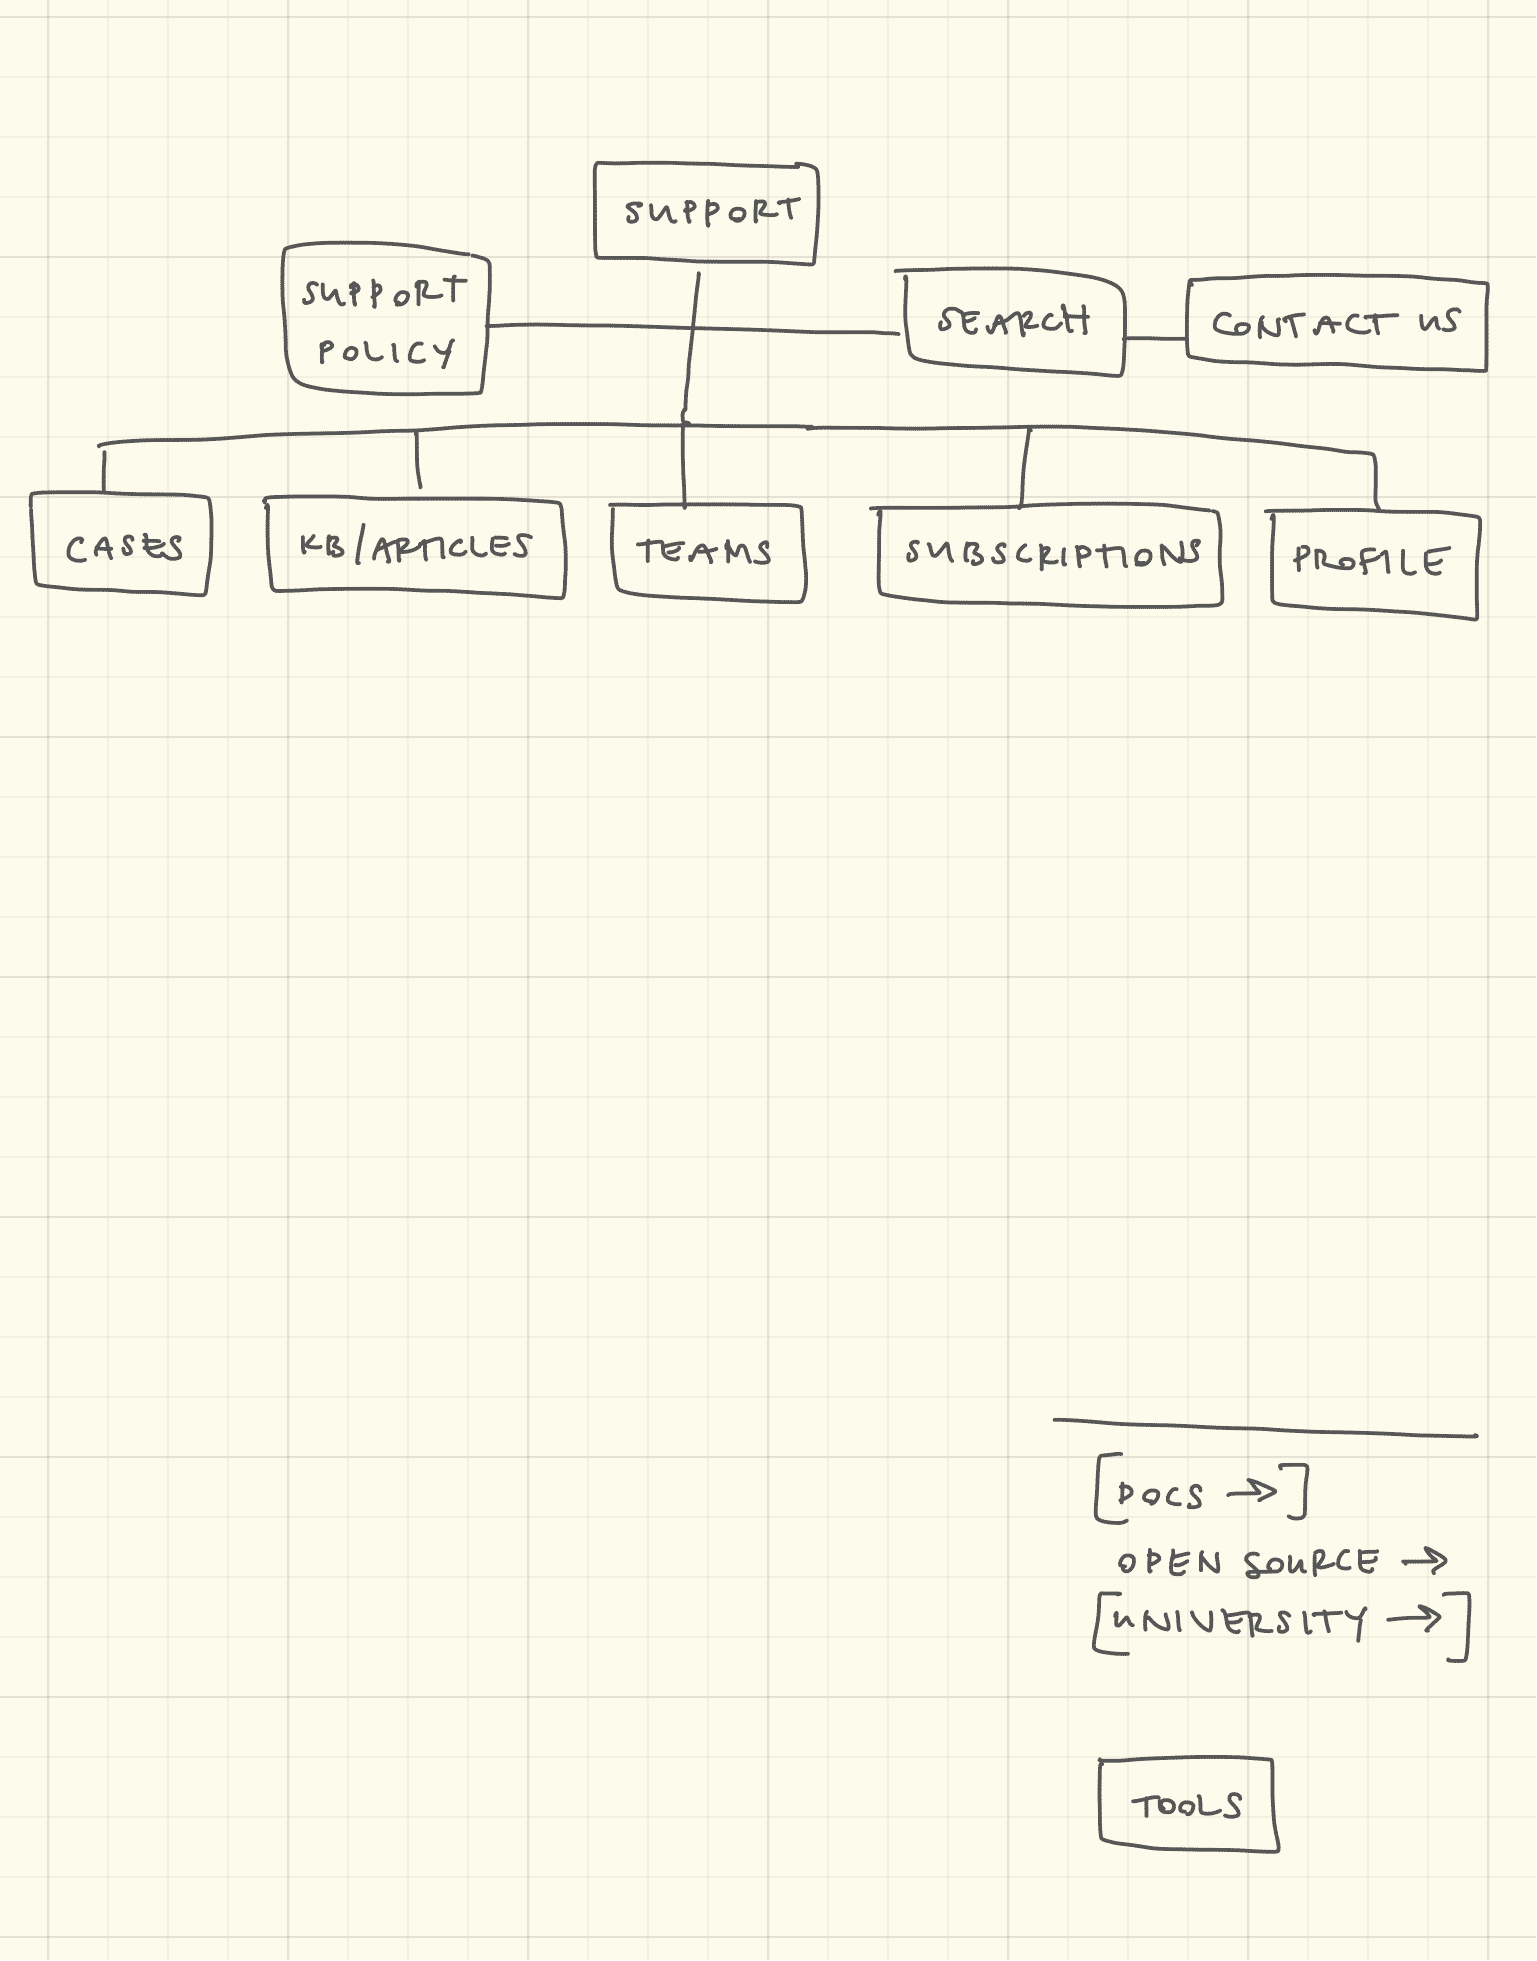 SUPPORT
SUPPORT
POLICY
SEARCH
CONTACT US
CASES
KB/ARTICLES
TEAMS
SUBSCRIPTIONS
PROFILE
[DOCS →]
OPEN SOURCE →
[UNIVERSITY →]
TOOLS